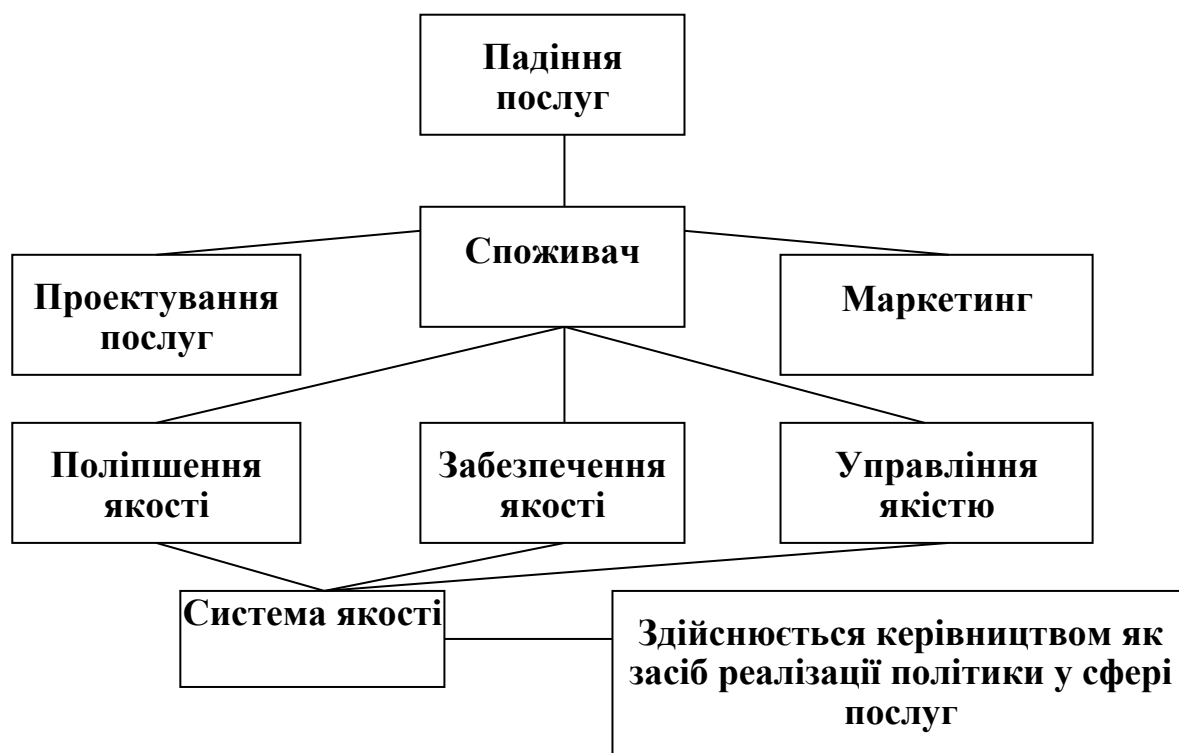 Падіння
послуг
Споживач
Проектування
послуг
Маркетинг
Поліпшення
якості
Забезпечення
якості
Управління
якістю
Система якості
Здійснюється керівництвом як
засіб реалізації політики у сфері
послуг